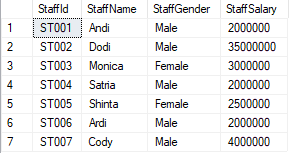 StaffId StaffName StaffGender StaffSalary
1 ST001 Andi Male 2000000
2 ST002 Dodi Male 35000000
3 ST003 Monica Female 3000000
4 ST004 Satria Male 2000000
5 ST005 Shinta Female 2500000
6 ST006 Ardi Male 2000000
7 ST007 Cody Male 4000000